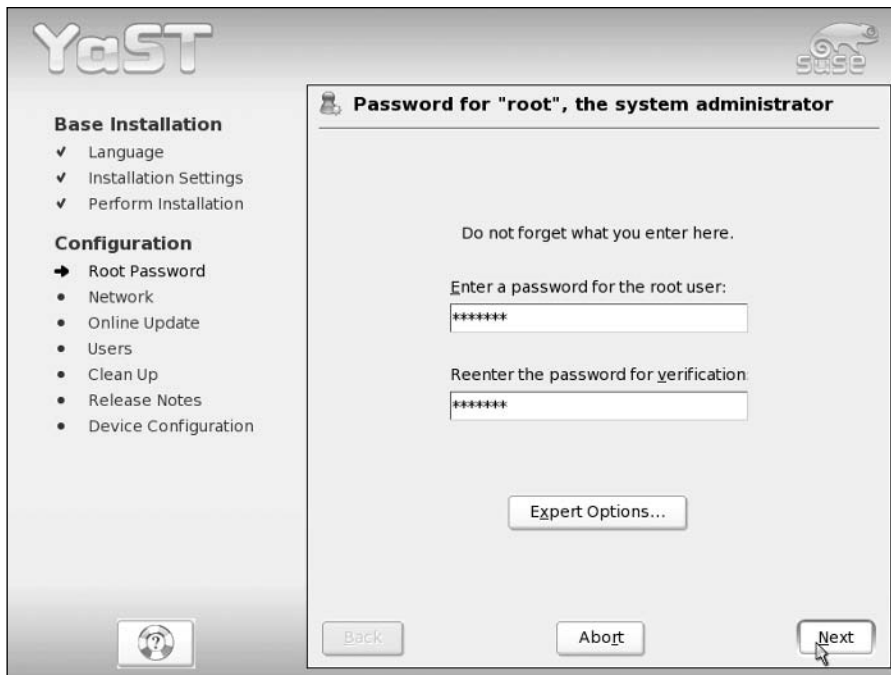 YaST
SUSE
Base Installation
Language
Installation Settings
Perform Installation
Configuration
Root Password
Network
Online Update
Users
Clean Up
Release Notes
Device Configuration
Password for "root", the system administrator
Do not forget what you enter here.
Enter a password for the root user:
*******
Reenter the password for verification:
*******
Expert Options...
?
Back
Abort
Next